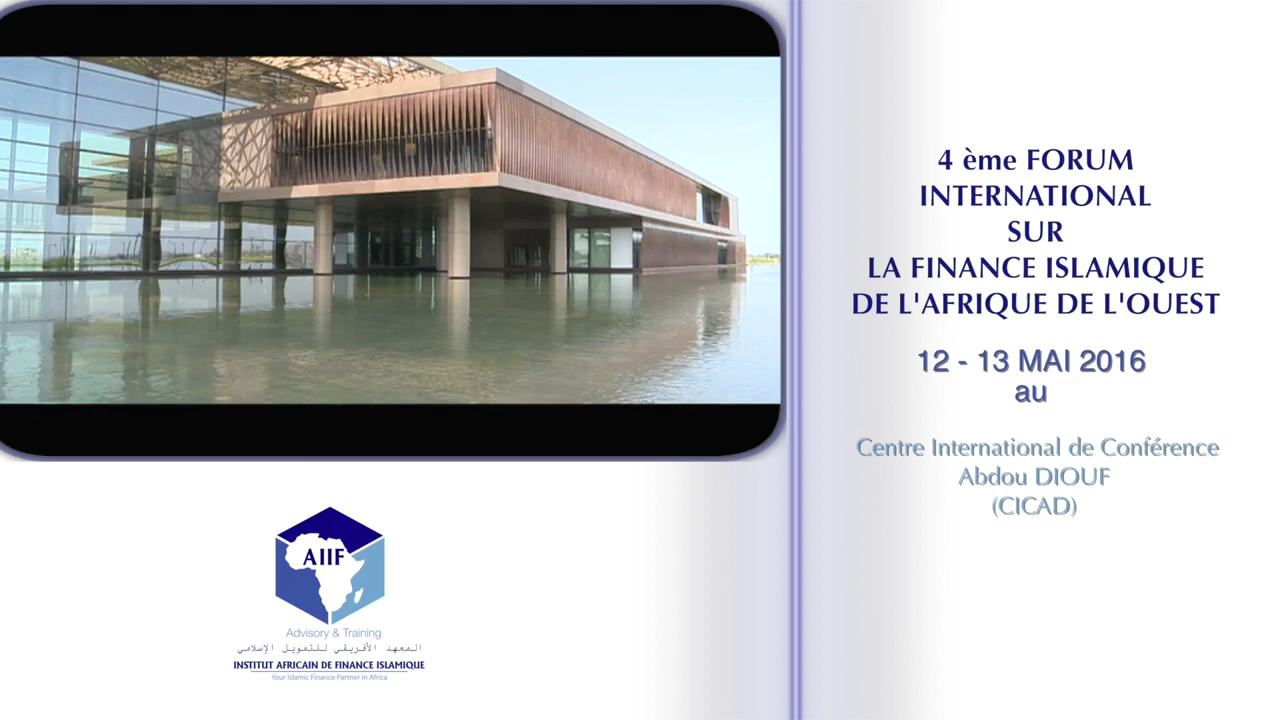 4 ème FORUM
INTERNATIONAL
SUR
LA FINANCE ISLAMIQUE
DE L'AFRIQUE DE L'OUEST
12 - 13 MAI 2016
au
Centre International de Conférence
Abdou DIOUF
(CICAD)
AIIF
Advisory & Training
المعهد الأفريقي للتمويل الإسلامي
INSTITUT AFRICAIN DE FINANCE ISLAMIQUE
Your Islamic Finance Partner in Africa